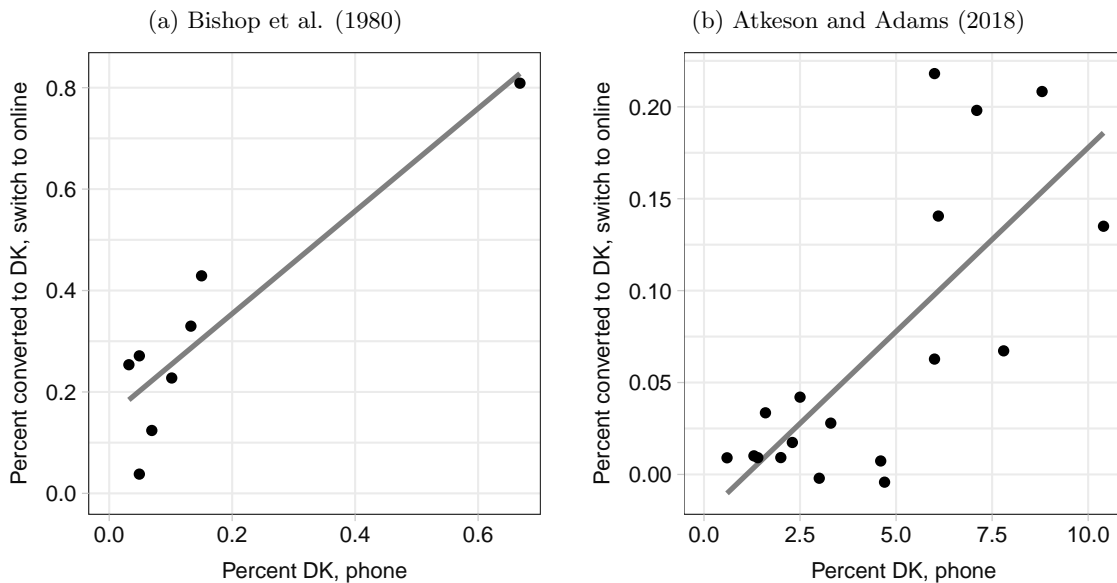 (a) Bishop et al. (1980)
Percent converted to DK, switch to online
0.8
0.6
0.4
0.2
0.0
0.0 0.2 0.4 0.6
Percent DK, phone
(b) Atkeson and Adams (2018)
Percent converted to DK, switch to online
0.20
0.15
0.10
0.05
0.00
0.0 2.5 5.0 7.5 10.0
Percent DK, phone